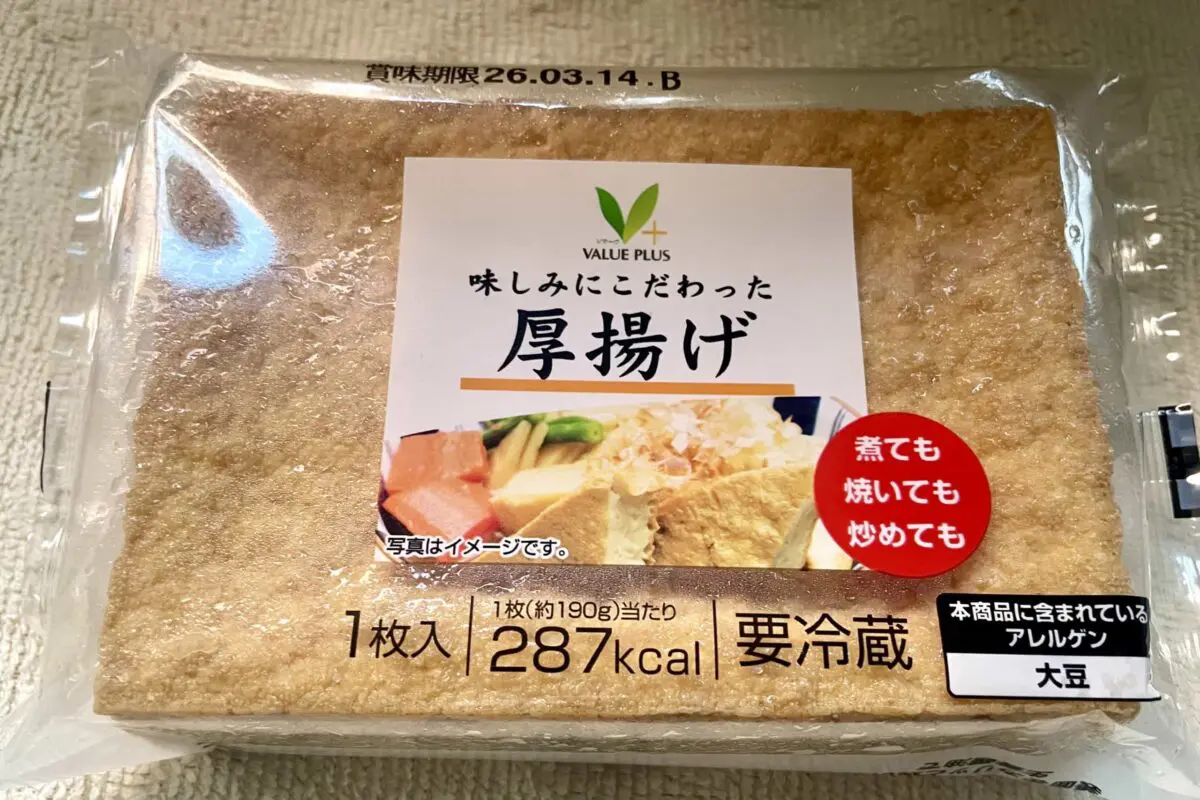 賞味期限26.03.14.B
VALUE PLUS
味しみにこだわった
厚揚げ
煮ても
焼いても
炒めても
写真はイメージです。
1枚入
1枚(約190g)当たり
287kcal
要冷蔵
本商品に含まれている
アレルゲン
大豆